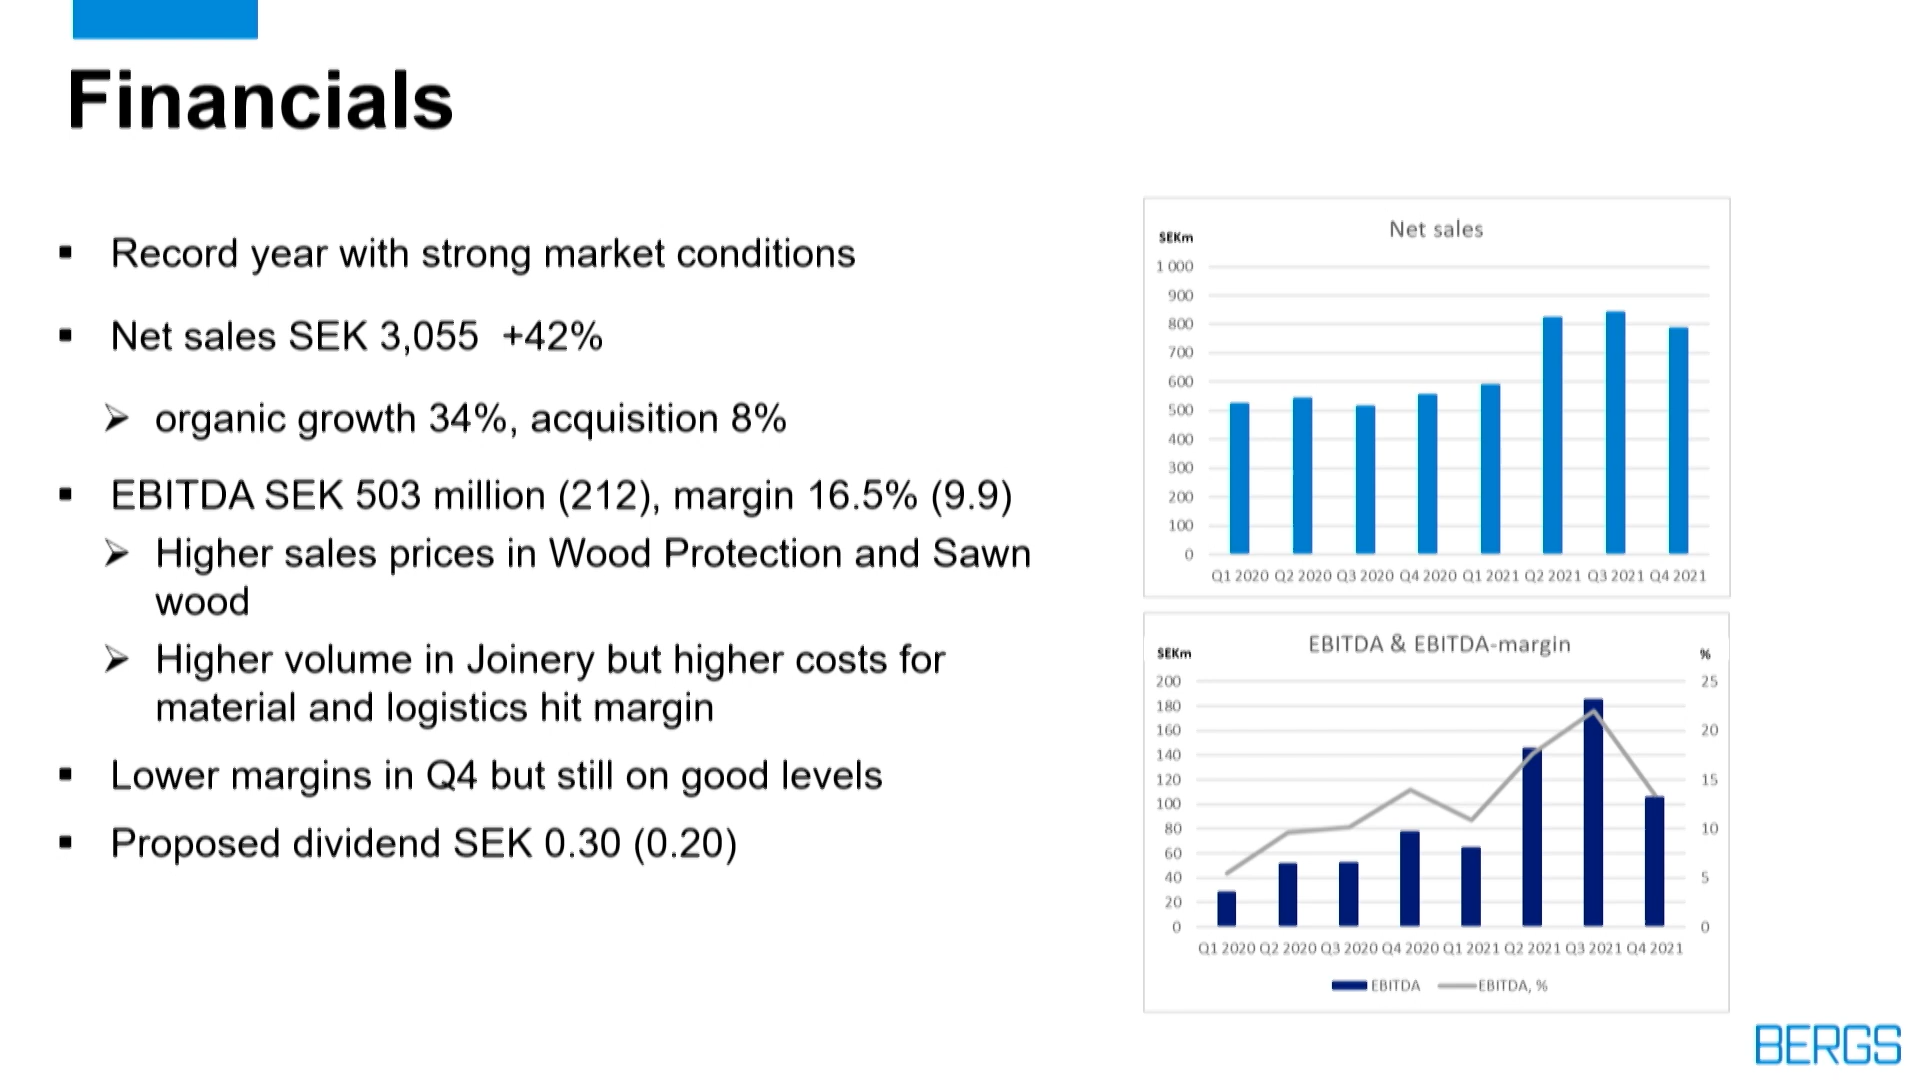 Financials
▪ Record year with strong market conditions
▪ Net sales SEK 3,055 +42%
➢ organic growth 34%, acquisition 8%
▪ EBITDA SEK 503 million (212), margin 16.5% (9.9)
➢ Higher sales prices in Wood Protection and Sawn
wood
➢ Higher volume in Joinery but higher costs for
material and logistics hit margin
▪ Lower margins in Q4 but still on good levels
▪ Proposed dividend SEK 0.30 (0.20)
Net sales
SEKm
1 000
900
800
700
600
500
400
300
200
100
0
Q1 2020 Q2 2020 Q3 2020 Q4 2020 Q1 2021 Q2 2021 Q3 2021 Q4 2021
EBITDA & EBITDA-margin
SEKm %
200 25
180
160 20
140
120 15
100
80 10
60
40 5
20
0 0
Q1 2020 Q2 2020 Q3 2020 Q4 2020 Q1 2021 Q2 2021 Q3 2021 Q4 2021
EBITDA EBITDA, %
BERGS